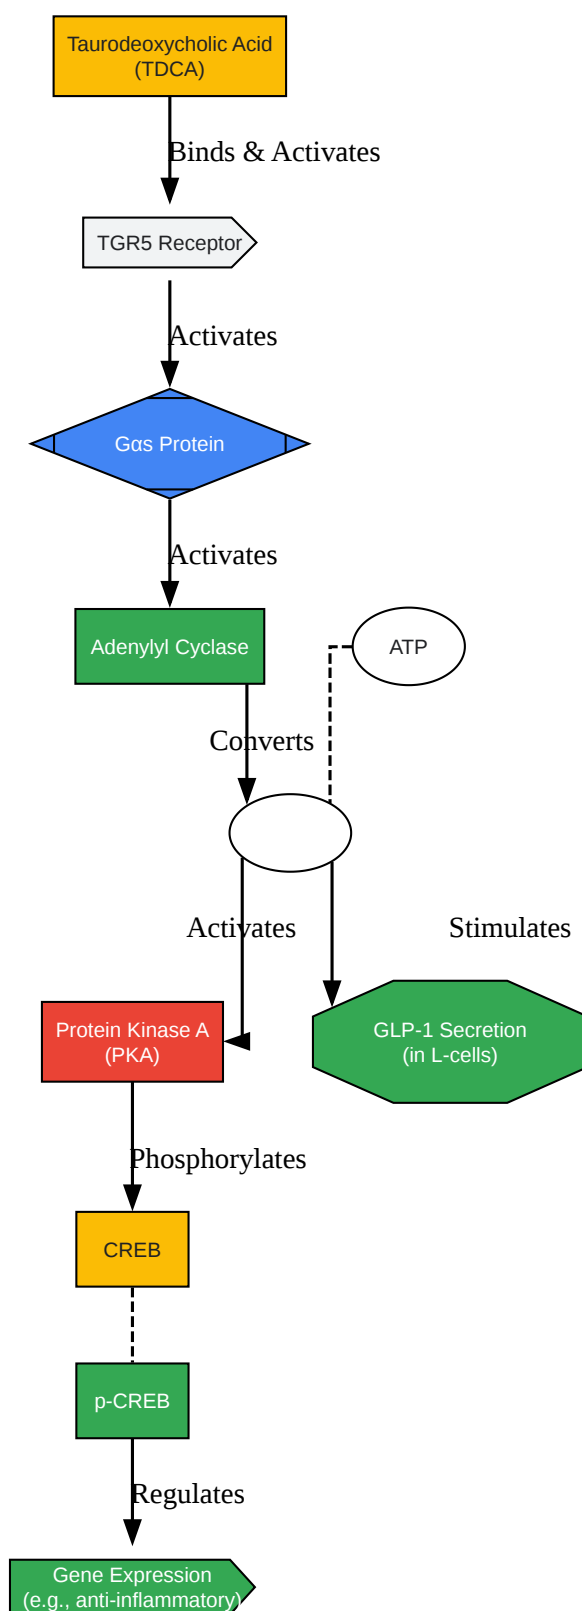 Taurodeoxycholic Acid
(TDCA)
Binds & Activates
TGR5 Receptor
Activates
Gαs Protein
Activates
Adenylyl Cyclase
ATP
Converts
Activates
Stimulates
Protein Kinase A
(PKA)
GLP-1 Secretion
(in L-cells)
Phosphorylates
CREB
p-CREB
Regulates
Gene Expression
(e.g., anti-inflammatory)